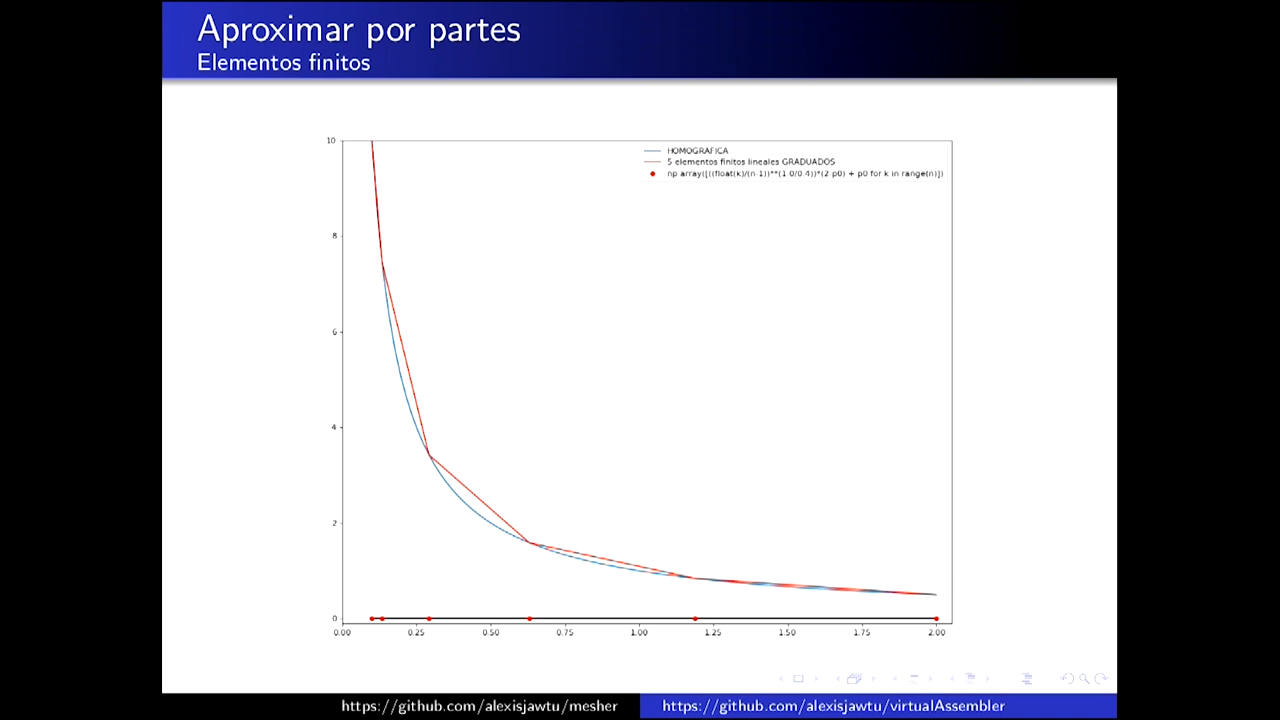 Aproximar por partes
Elementos finitos
10
HOMOGRAFICA
5 elementos finitos lineales GRADUADOS
np array([((float(k)/(n-1))**(1 0/0 4))*(2 p0) + p0 for k in range(n)])
8
6
4
2
0
0.00 0.25 0.50 0.75 1.00 1.25 1.50 1.75 2.00
https://github.com/alexisjawtu/mesher https://github.com/alexisjawtu/virtualAssembler